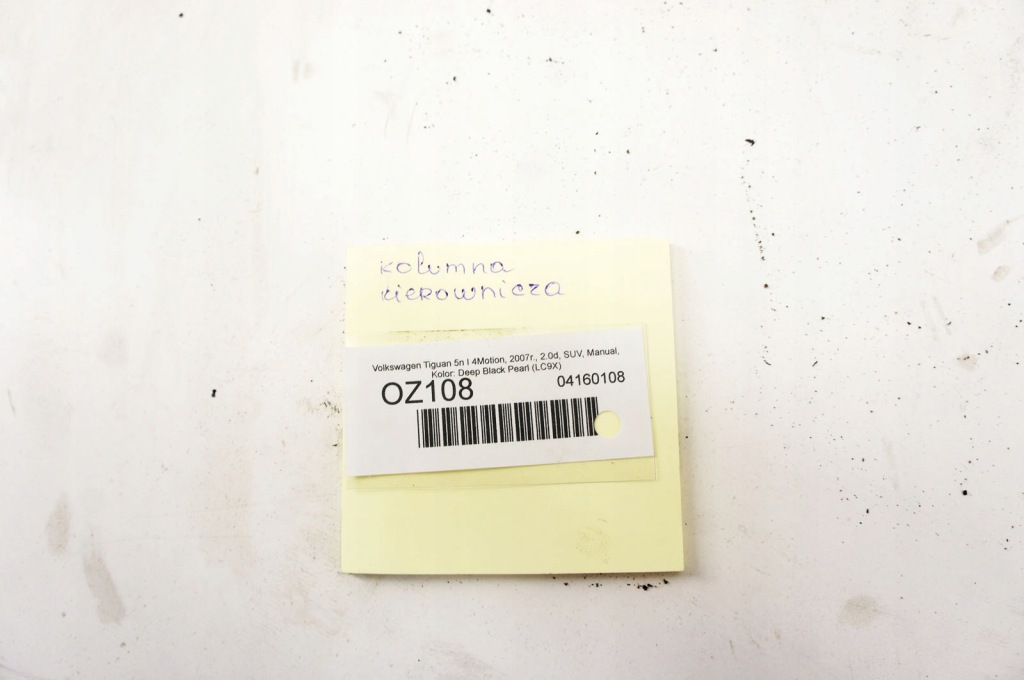 kolumna
kierownicza
Volkswagen Tiguan 5n I 4Motion, 2007r., 2.0d, SUV, Manual,
Kolor: Deep Black Pearl (LC9X)
OZ108 04160108